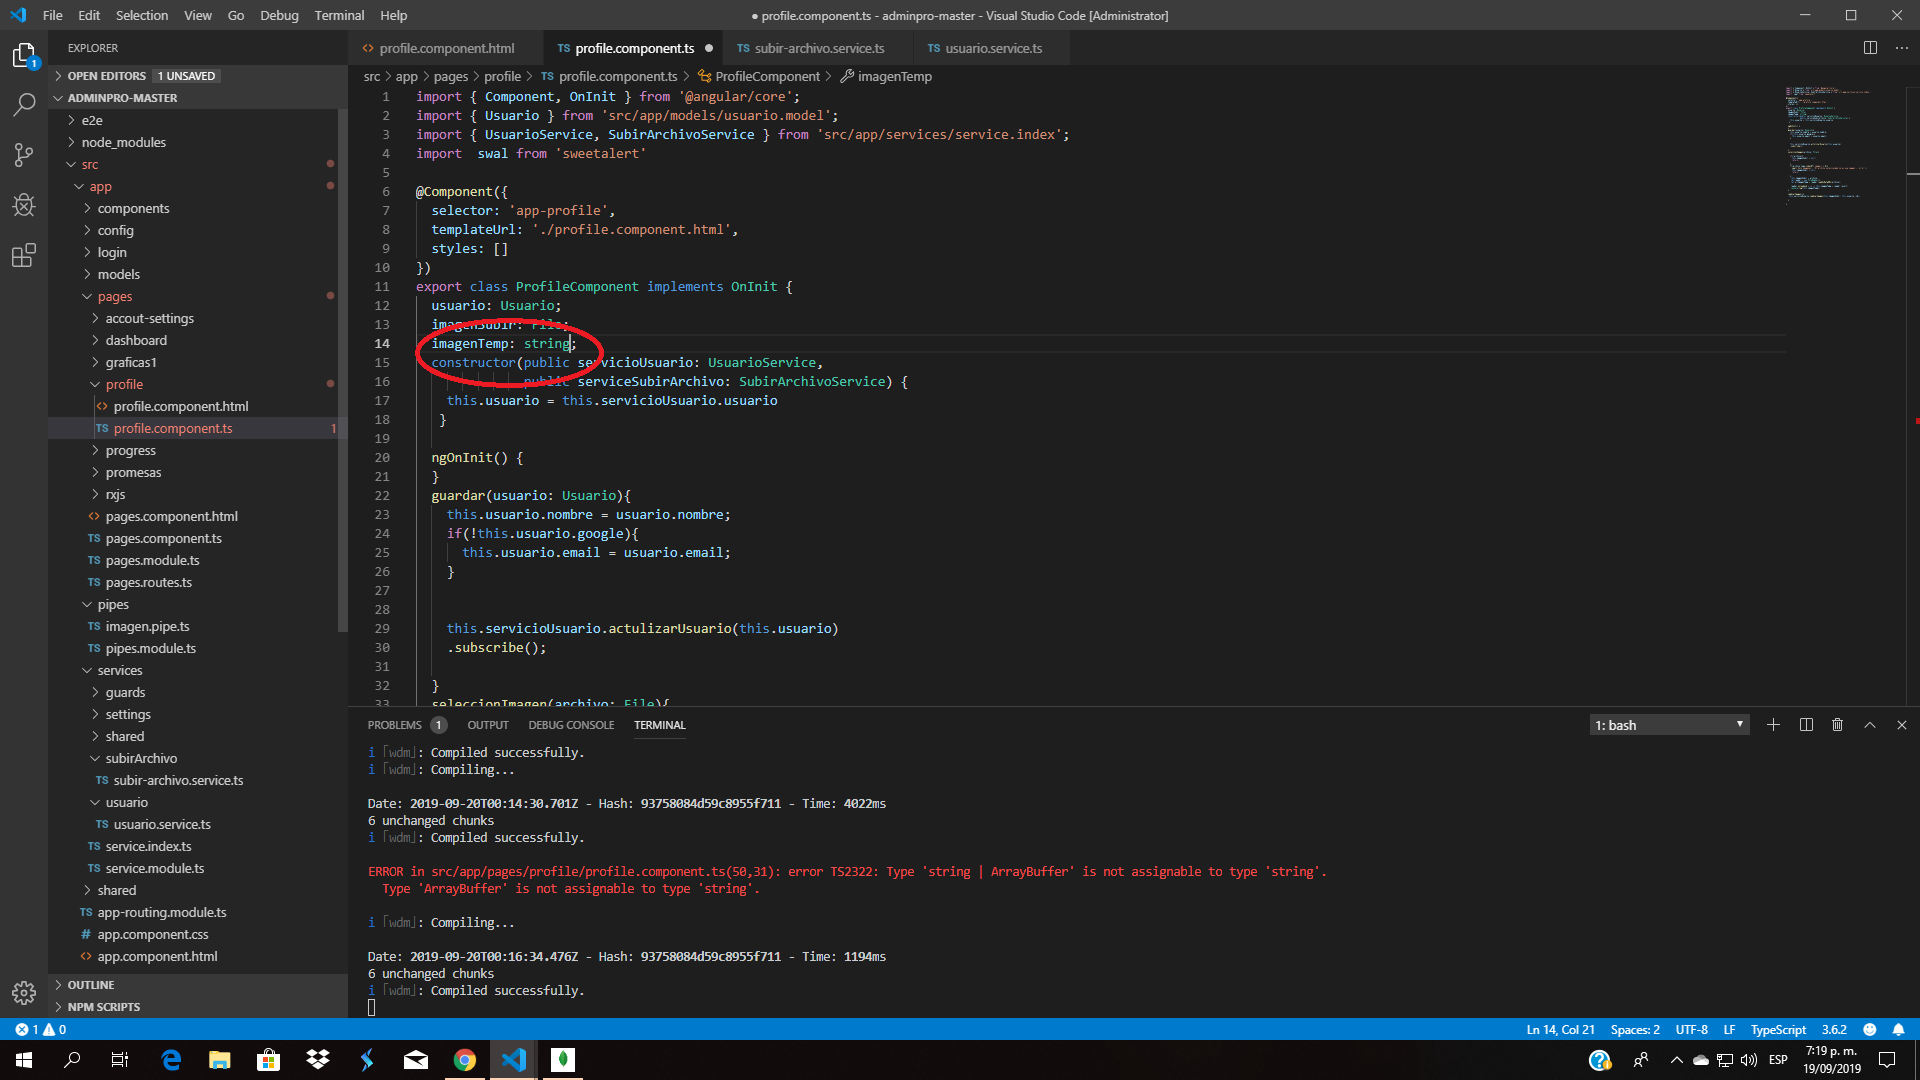 File Edit Selection View Go Debug Terminal Help
● profile.component.ts - adminpro-master - Visual Studio Code [Administrator]
EXPLORER
OPEN EDITORS 1 UNSAVED
ADMINPRO-MASTER
e2e
node_modules
src
app
components
config
login
models
pages
accout-settings
dashboard
graficas1
profile
<> profile.component.html
TS profile.component.ts 1
progress
promesas
rxjs
<> pages.component.html
TS pages.component.ts
TS pages.module.ts
TS pages.routes.ts
pipes
TS imagen.pipe.ts
TS pipes.module.ts
services
guards
settings
shared
subirArchivo
TS subir-archivo.service.ts
usuario
TS usuario.service.ts
TS service.index.ts
TS service.module.ts
shared
TS app-routing.module.ts
# app.component.css
<> app.component.html
OUTLINE
NPM SCRIPTS
<> profile.component.html TS profile.component.ts ● TS subir-archivo.service.ts TS usuario.service.ts
src > app > pages > profile > TS profile.component.ts > ProfileComponent > imagenTemp
1 import { Component, OnInit } from '@angular/core';
2 import { Usuario } from 'src/app/models/usuario.model';
3 import { UsuarioService, SubirArchivoService } from 'src/app/services/service.index';
4 import  swal from 'sweetalert'
5
6 @Component({
7 selector: 'app-profile',
8 templateUrl: './profile.component.html',
9 styles: []
10 })
11 export class ProfileComponent implements OnInit {
12 usuario: Usuario;
13 imagenSubir: File;
14 imagenTemp: string;
15 constructor(public servicioUsuario: UsuarioService,
16 public serviceSubirArchivo: SubirArchivoService) {
17 this.usuario = this.servicioUsuario.usuario
18 }
19
20 ngOnInit() {
21 }
22 guardar(usuario: Usuario){
23 this.usuario.nombre = usuario.nombre;
24 if(!this.usuario.google){
25 this.usuario.email = usuario.email;
26 }
27
28
29 this.servicioUsuario.actulizarUsuario(this.usuario)
30 .subscribe();
31
32 }
33 seleccionImagen(archivo: File){
PROBLEMS 1 OUTPUT DEBUG CONSOLE TERMINAL 1: bash
i ｢wdm｣: Compiled successfully.
i ｢wdm｣: Compiling...
Date: 2019-09-20T00:14:30.701Z - Hash: 93758084d59c8955f711 - Time: 4022ms
6 unchanged chunks
i ｢wdm｣: Compiled successfully.
ERROR in src/app/pages/profile/profile.component.ts(50,31): error TS2322: Type 'string | ArrayBuffer' is not assignable to type 'string'.
Type 'ArrayBuffer' is not assignable to type 'string'.
i ｢wdm｣: Compiling...
Date: 2019-09-20T00:16:34.476Z - Hash: 93758084d59c8955f711 - Time: 1194ms
6 unchanged chunks
i ｢wdm｣: Compiled successfully.
1 0 Ln 14, Col 21 Spaces: 2 UTF-8 LF TypeScript 3.6.2
ESP 7:19 p. m.
19/09/2019